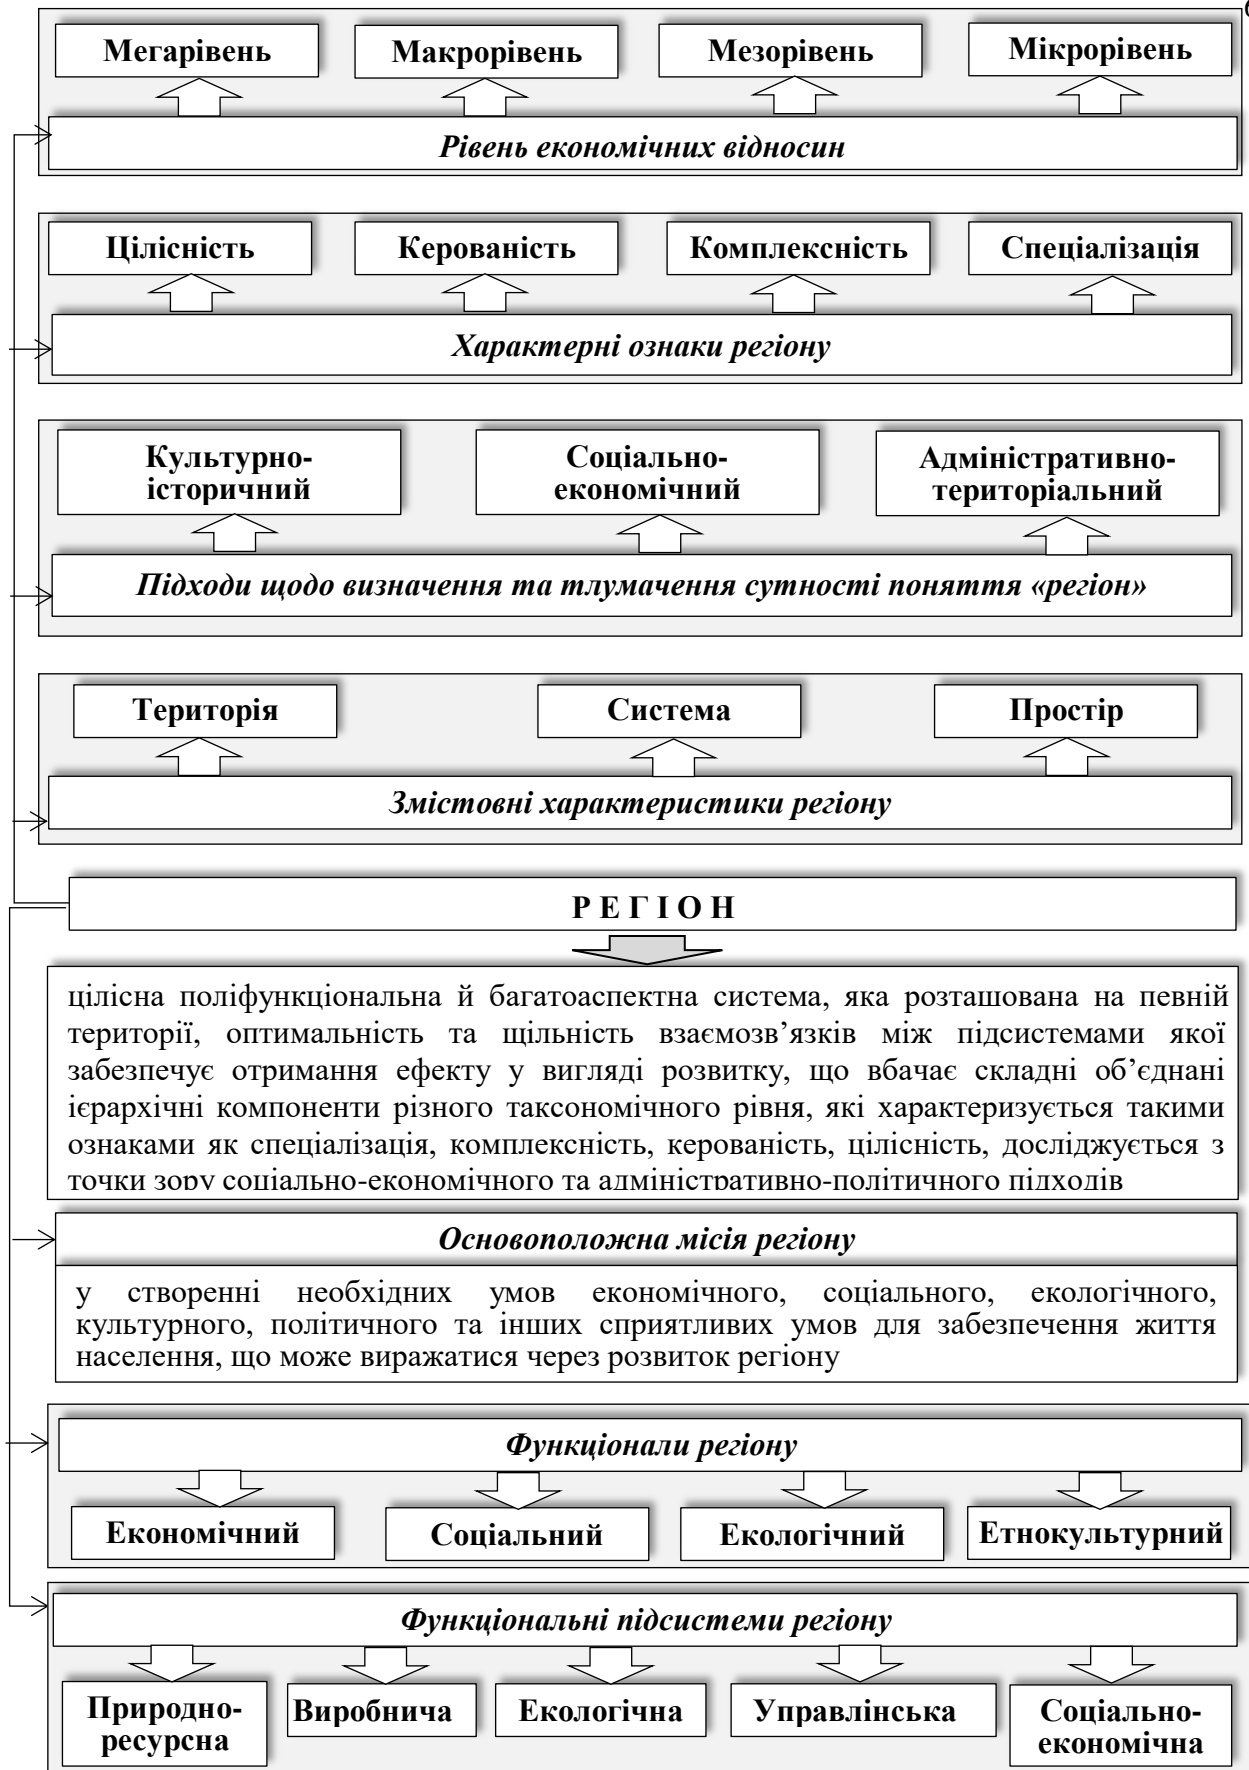 Мегарівень Макрорівень Мезорівень Мікрорівень
Рівень економічних відносин
Цілісність Керованість Комплексність Спеціалізація
Характерні ознаки регіону
Культурно-
історичний
Соціально-
економічний
Адміністративно-
територіальний
Підходи щодо визначення та тлумачення сутності поняття «регіон»
Територія Система Простір
Змістовні характеристики регіону
Р Е Г І О Н
цілісна поліфункціональна й багатоаспектна система, яка розташована на певній
території, оптимальність та щільність взаємозв’язків між підсистемами якої
забезпечує отримання ефекту у вигляді розвитку, що вбачає складні об’єднані
ієрархічні компоненти різного таксономічного рівня, які характеризується такими
ознаками як спеціалізація, комплексність, керованість, цілісність, досліджується з
точки зору соціально-економічного та адміністративно-політичного підходів
Основоположна місія регіону
у створенні необхідних умов економічного, соціального, екологічного,
культурного, політичного та інших сприятливих умов для забезпечення життя
населення, що може виражатися через розвиток регіону
Функціонали регіону
Економічний Соціальний Екологічний Етнокультурний
Функціональні підсистеми регіону
Природно-
ресурсна
Виробнича
Екологічна
Управлінська
Соціально-
економічна